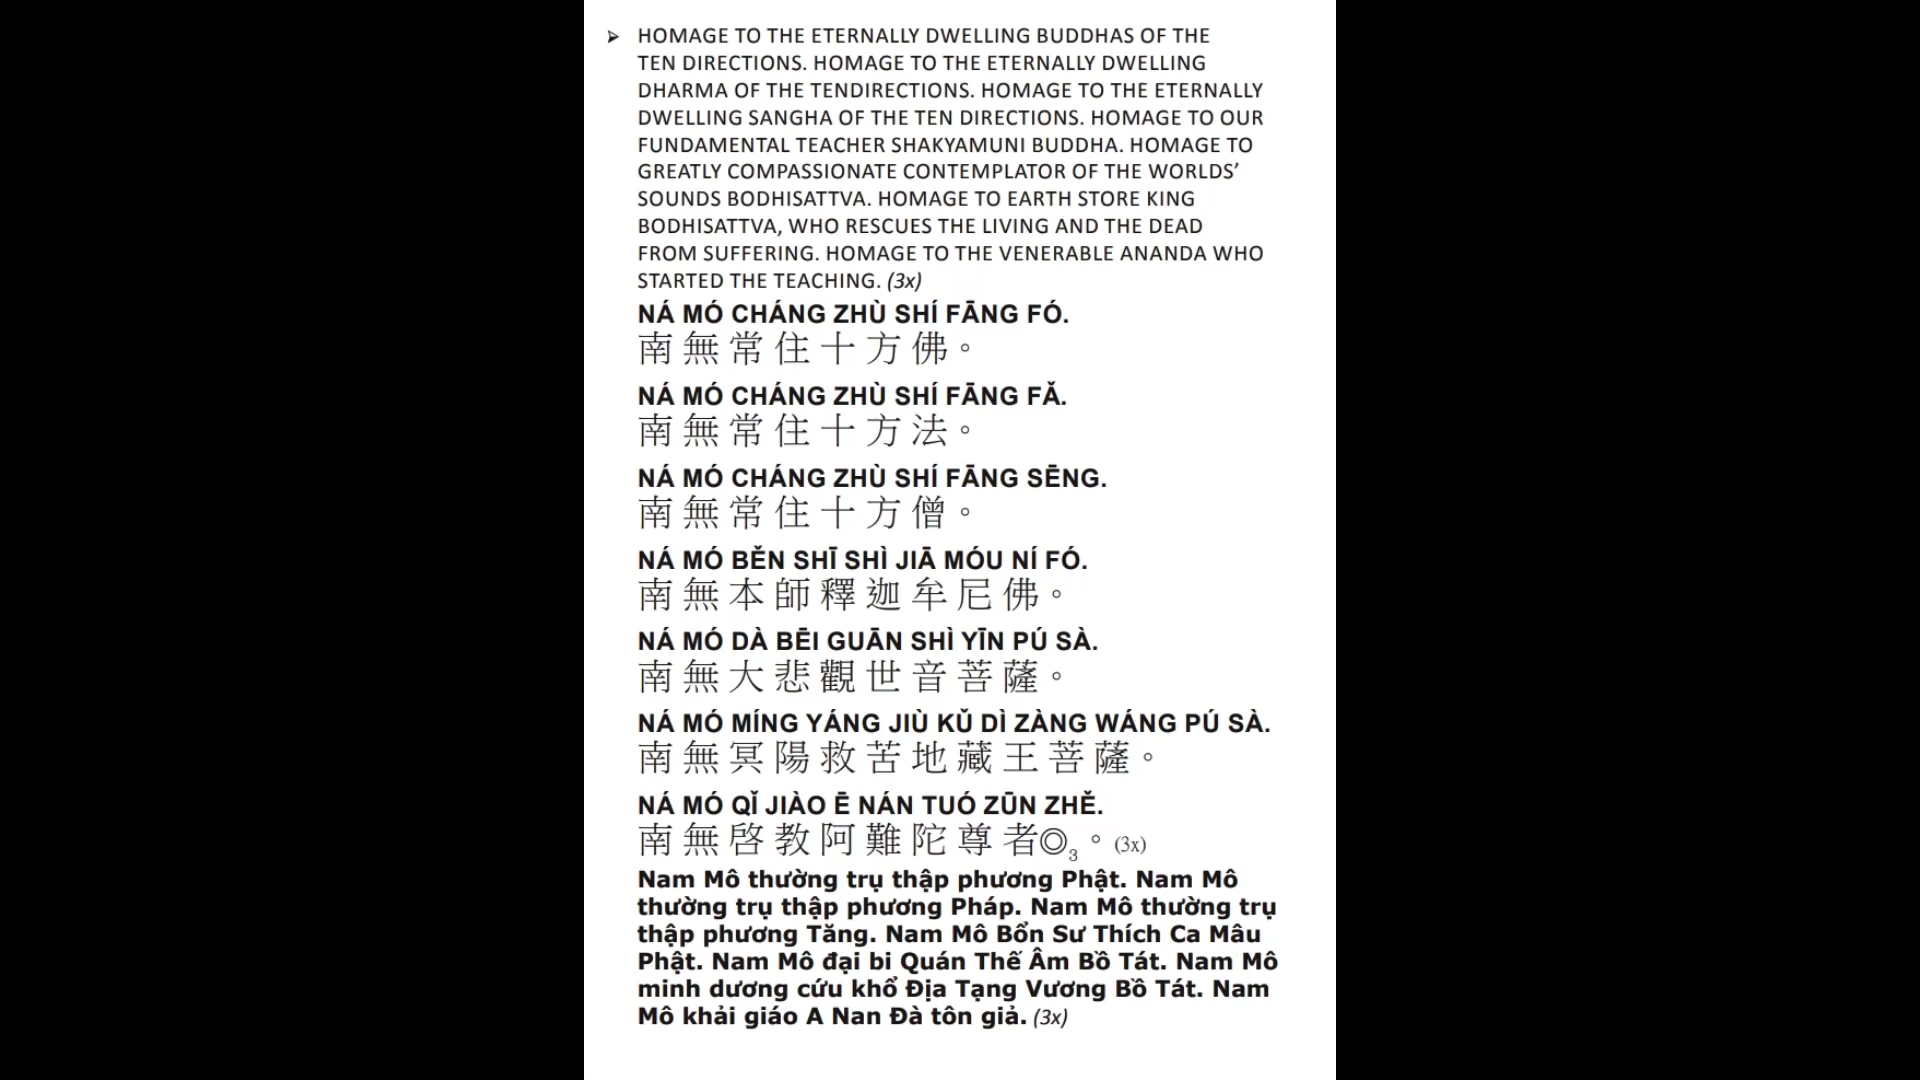 ➢ HOMAGE TO THE ETERNALLY DWELLING BUDDHAS OF THE
TEN DIRECTIONS. HOMAGE TO THE ETERNALLY DWELLING
DHARMA OF THE TENDIRECTIONS. HOMAGE TO THE ETERNALLY
DWELLING SANGHA OF THE TEN DIRECTIONS. HOMAGE TO OUR
FUNDAMENTAL TEACHER SHAKYAMUNI BUDDHA. HOMAGE TO
GREATLY COMPASSIONATE CONTEMPLATOR OF THE WORLDS’
SOUNDS BODHISATTVA. HOMAGE TO EARTH STORE KING
BODHISATTVA, WHO RESCUES THE LIVING AND THE DEAD
FROM SUFFERING. HOMAGE TO THE VENERABLE ANANDA WHO
STARTED THE TEACHING. (3x)
NÁ MÓ CHÁNG ZHÙ SHÍ FĀNG FÓ.
南無常住十方佛。
NÁ MÓ CHÁNG ZHÙ SHÍ FĀNG FǍ.
南無常住十方法。
NÁ MÓ CHÁNG ZHÙ SHÍ FĀNG SĒNG.
南無常住十方僧。
NÁ MÓ BĚN SHĪ SHÌ JIĀ MÓU NÍ FÓ.
南無本師釋迦牟尼佛。
NÁ MÓ DÀ BĒI GUĀN SHÌ YĪN PÚ SÀ.
南無大悲觀世音菩薩。
NÁ MÓ MÍNG YÁNG JIÙ KǓ DÌ ZÀNG WÁNG PÚ SÀ.
南無冥陽救苦地藏王菩薩。
NÁ MÓ QǏ JIÀO Ē NÁN TUÓ ZŪN ZHĚ.
南無啓教阿難陀尊者◎3。(3x)
Nam Mô thường trụ thập phương Phật. Nam Mô
thường trụ thập phương Pháp. Nam Mô thường trụ
thập phương Tăng. Nam Mô Bổn Sư Thích Ca Mâu
Phật. Nam Mô đại bi Quán Thế Âm Bồ Tát. Nam Mô
minh dương cứu khổ Địa Tạng Vương Bồ Tát. Nam
Mô khải giáo A Nan Đà tôn giả. (3x)